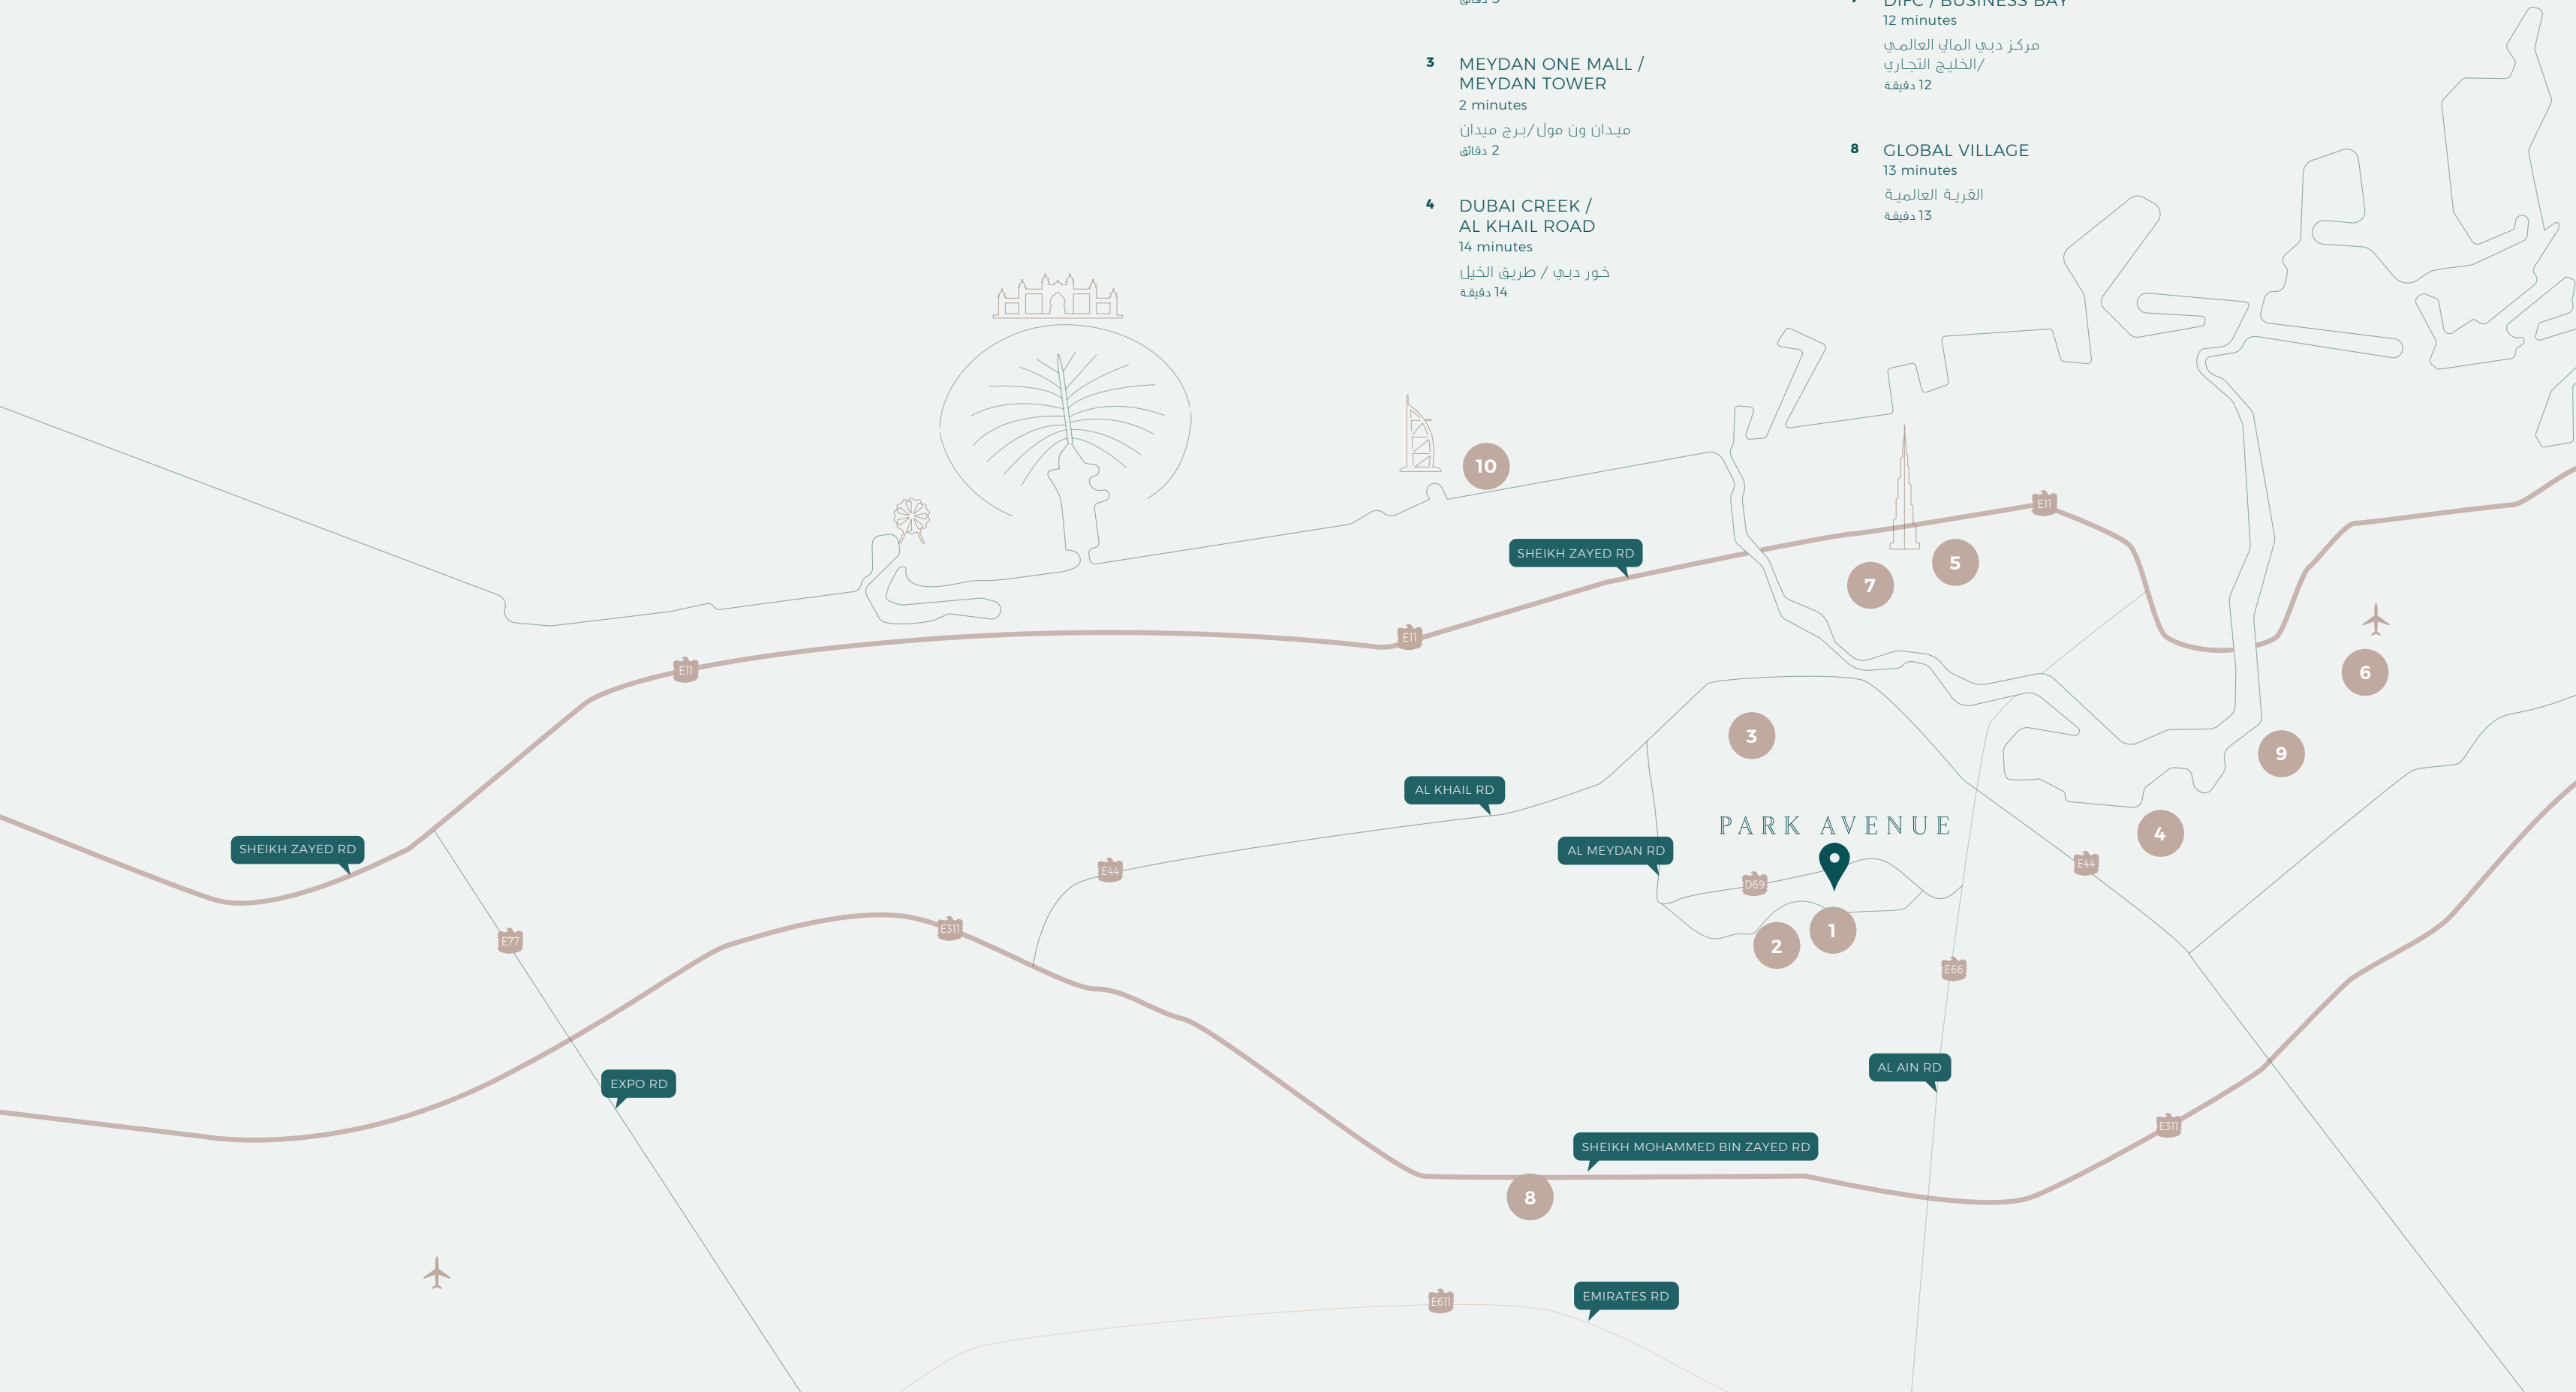 3
MEYDAN ONE MALL /
MEYDAN TOWER
2 minutes
ميدان ون مول/برج ميدان
2 دقائق
4
DUBAI CREEK /
AL KHAIL ROAD
14 minutes
خور دبي / طريق الخيل
14 دقيقة
DIFC / BUSINESS BAY
12 minutes
مركز دبي المالي العالمي
/الخليج التجاري
12 دقيقة
8
GLOBAL VILLAGE
13 minutes
القرية العالمية
13 دقيقة
10
E11
SHEIKH ZAYED RD
5
7
E11
E11
6
3
9
AL KHAIL RD
PARK AVENUE
4
SHEIKH ZAYED RD
AL MEYDAN RD
E44
E44
D69
E311
1
E77
2
E66
AL AIN RD
EXPO RD
E311
SHEIKH MOHAMMED BIN ZAYED RD
8
EMIRATES RD
E611